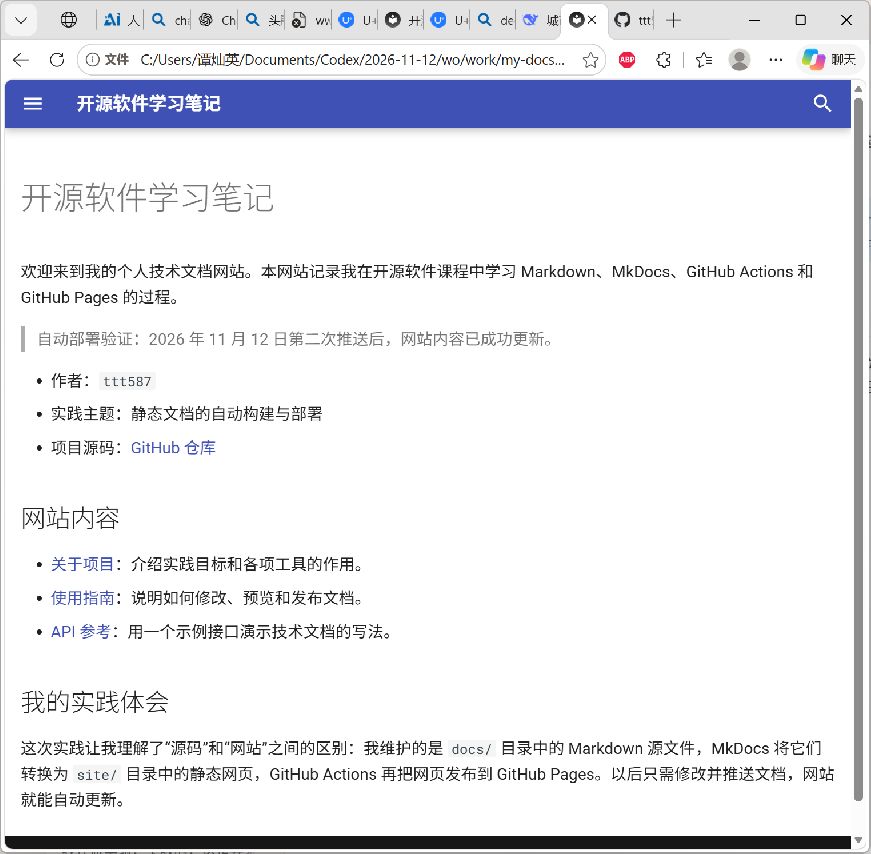 Ai 人
cha
Ch
头
ww
U+
开
U+
de
城
ttt
文件 C:/Users/谭灿英/Documents/Codex/2026-11-12/wo/work/my-docs...
ABP
聊天
开源软件学习笔记
开源软件学习笔记
欢迎来到我的个人技术文档网站。本网站记录我在开源软件课程中学习 Markdown、MkDocs、GitHub Actions 和
GitHub Pages 的过程。
自动部署验证：2026 年 11 月 12 日第二次推送后，网站内容已成功更新。
作者：ttt587
实践主题：静态文档的自动构建与部署
项目源码：GitHub 仓库
网站内容
关于项目：介绍实践目标和各项工具的作用。
使用指南：说明如何修改、预览和发布文档。
API 参考：用一个示例接口演示技术文档的写法。
我的实践体会
这次实践让我理解了“源码”和“网站”之间的区别：我维护的是 docs/ 目录中的 Markdown 源文件，MkDocs 将它们
转换为 site/ 目录中的静态网页，GitHub Actions 再把网页发布到 GitHub Pages。以后只需修改并推送文档，网站
就能自动更新。